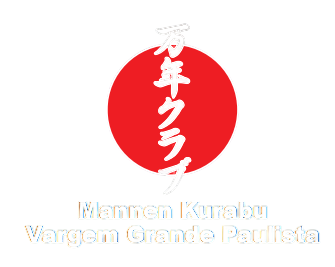 万年クラブ
Mannen Kurabu
Vargem Grande Paulista